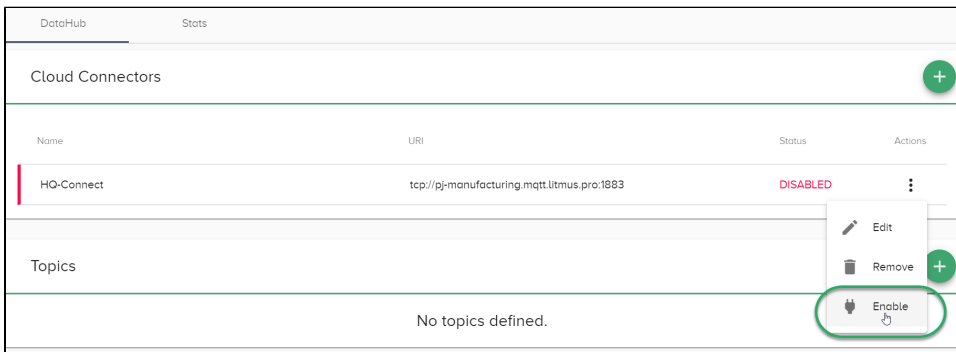 DataHub Stats
Cloud Connectors
Name URI Status Actions
HQ-Connect tcp://pj-manufacturing.mqtt.litmus.pro:1883 DISABLED
Edit
Topics Remove
Enable
No topics defined.